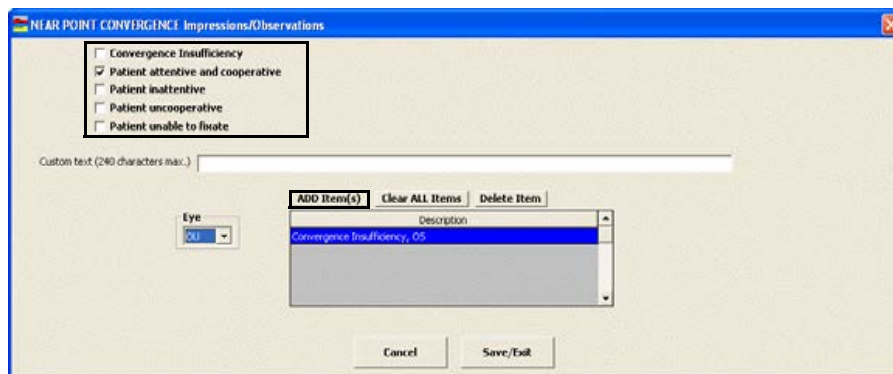 NEAR POINT CONVERGENCE Impressions/Observations
Convergence Insufficiency
Patient attentive and cooperative
Patient inattentive
Patient uncooperative
Patient unable to fixate
Custom text (240 characters max.)
ADD Item(s) Clear ALL Items Delete Item
Eye
OU
Description
Convergence Insufficiency, OS
Cancel Save/Exit